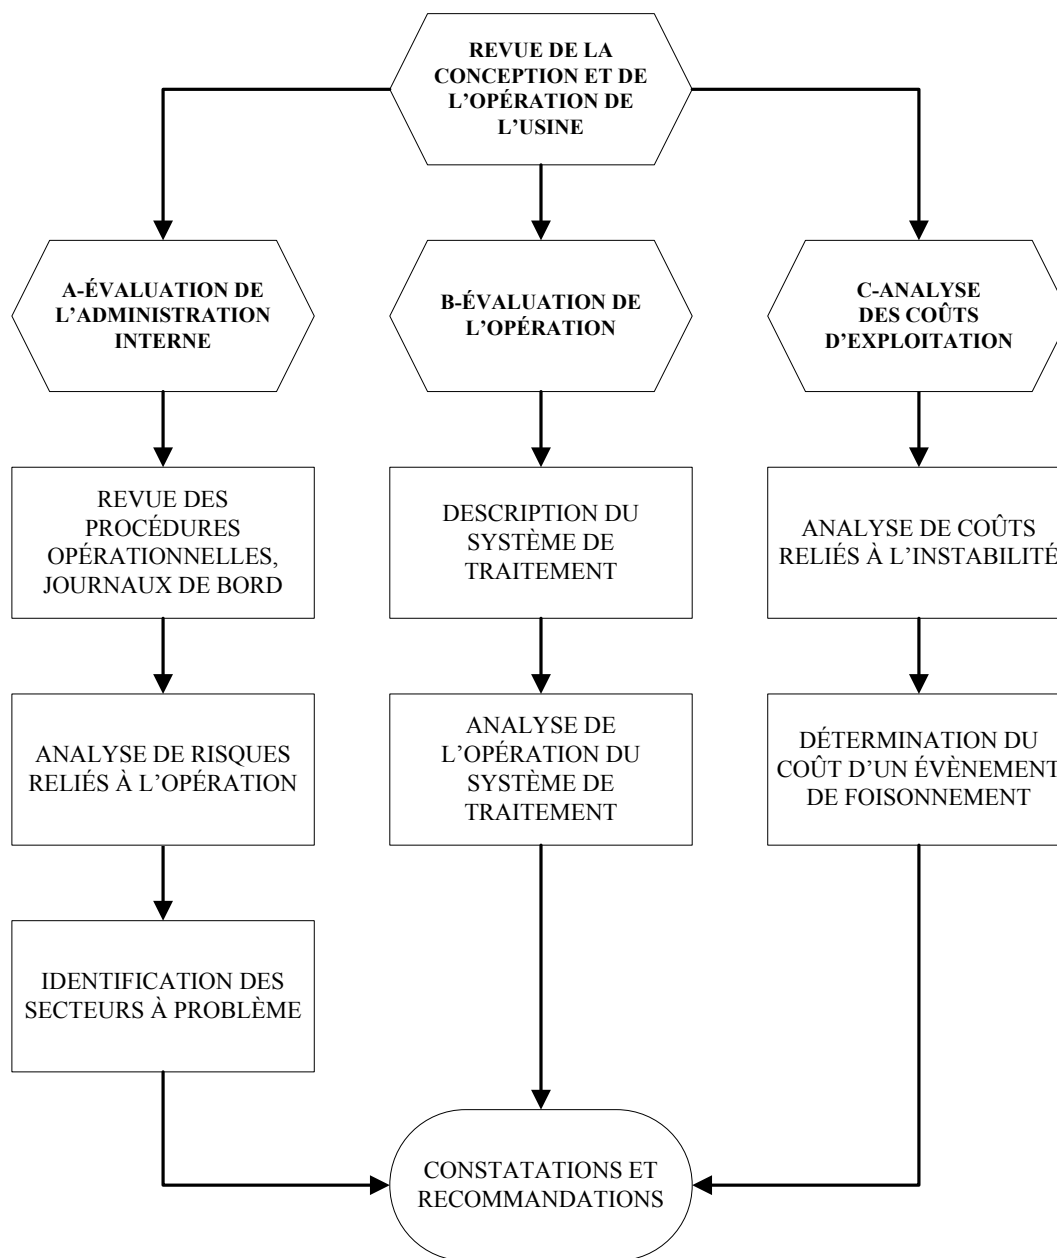 REVUE DE LA
CONCEPTION ET DE
L’OPÉRATION DE
L’USINE
A-ÉVALUATION DE
L’ADMINISTRATION
INTERNE
B-ÉVALUATION DE
L’OPÉRATION
C-ANALYSE
DES COÛTS
D’EXPLOITATION
REVUE DES
PROCÉDURES
OPÉRATIONNELLES,
JOURNAUX DE BORD
DESCRIPTION DU
SYSTÈME DE
TRAITEMENT
ANALYSE DE COÛTS
RELIÉS À L’INSTABILITÉ
ANALYSE DE RISQUES
RELIÉS À L’OPÉRATION
ANALYSE DE
L’OPÉRATION DU
SYSTÈME DE
TRAITEMENT
DÉTERMINATION DU
COÛT D’UN ÉVÈNEMENT
DE FOISONNEMENT
IDENTIFICATION DES
SECTEURS À PROBLÈME
CONSTATATIONS ET
RECOMMANDATIONS